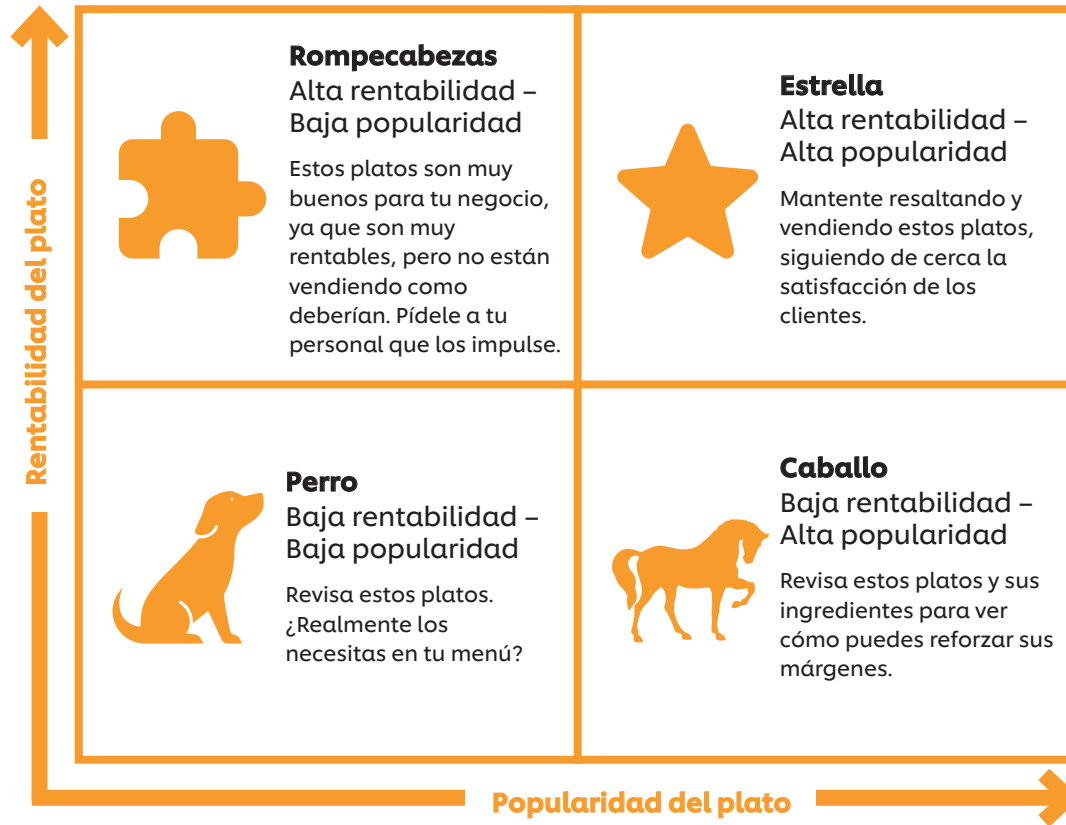 Rentabilidad del plato
Rompecabezas
Alta rentabilidad –
Baja popularidad
Estos platos son muy
buenos para tu negocio,
ya que son muy
rentables, pero no están
vendiendo como
deberían. Pídele a tu
personal que los impulse.
Estrella
Alta rentabilidad –
Alta popularidad
Mantente resaltando y
vendiendo estos platos,
siguiendo de cerca la
satisfacción de los
clientes.
Perro
Baja rentabilidad –
Baja popularidad
Revisa estos platos.
¿Realmente los
necesitas en tu menú?
Caballo
Baja rentabilidad –
Alta popularidad
Revisa estos platos y sus
ingredientes para ver
cómo puedes reforzar sus
márgenes.
Popularidad del plato